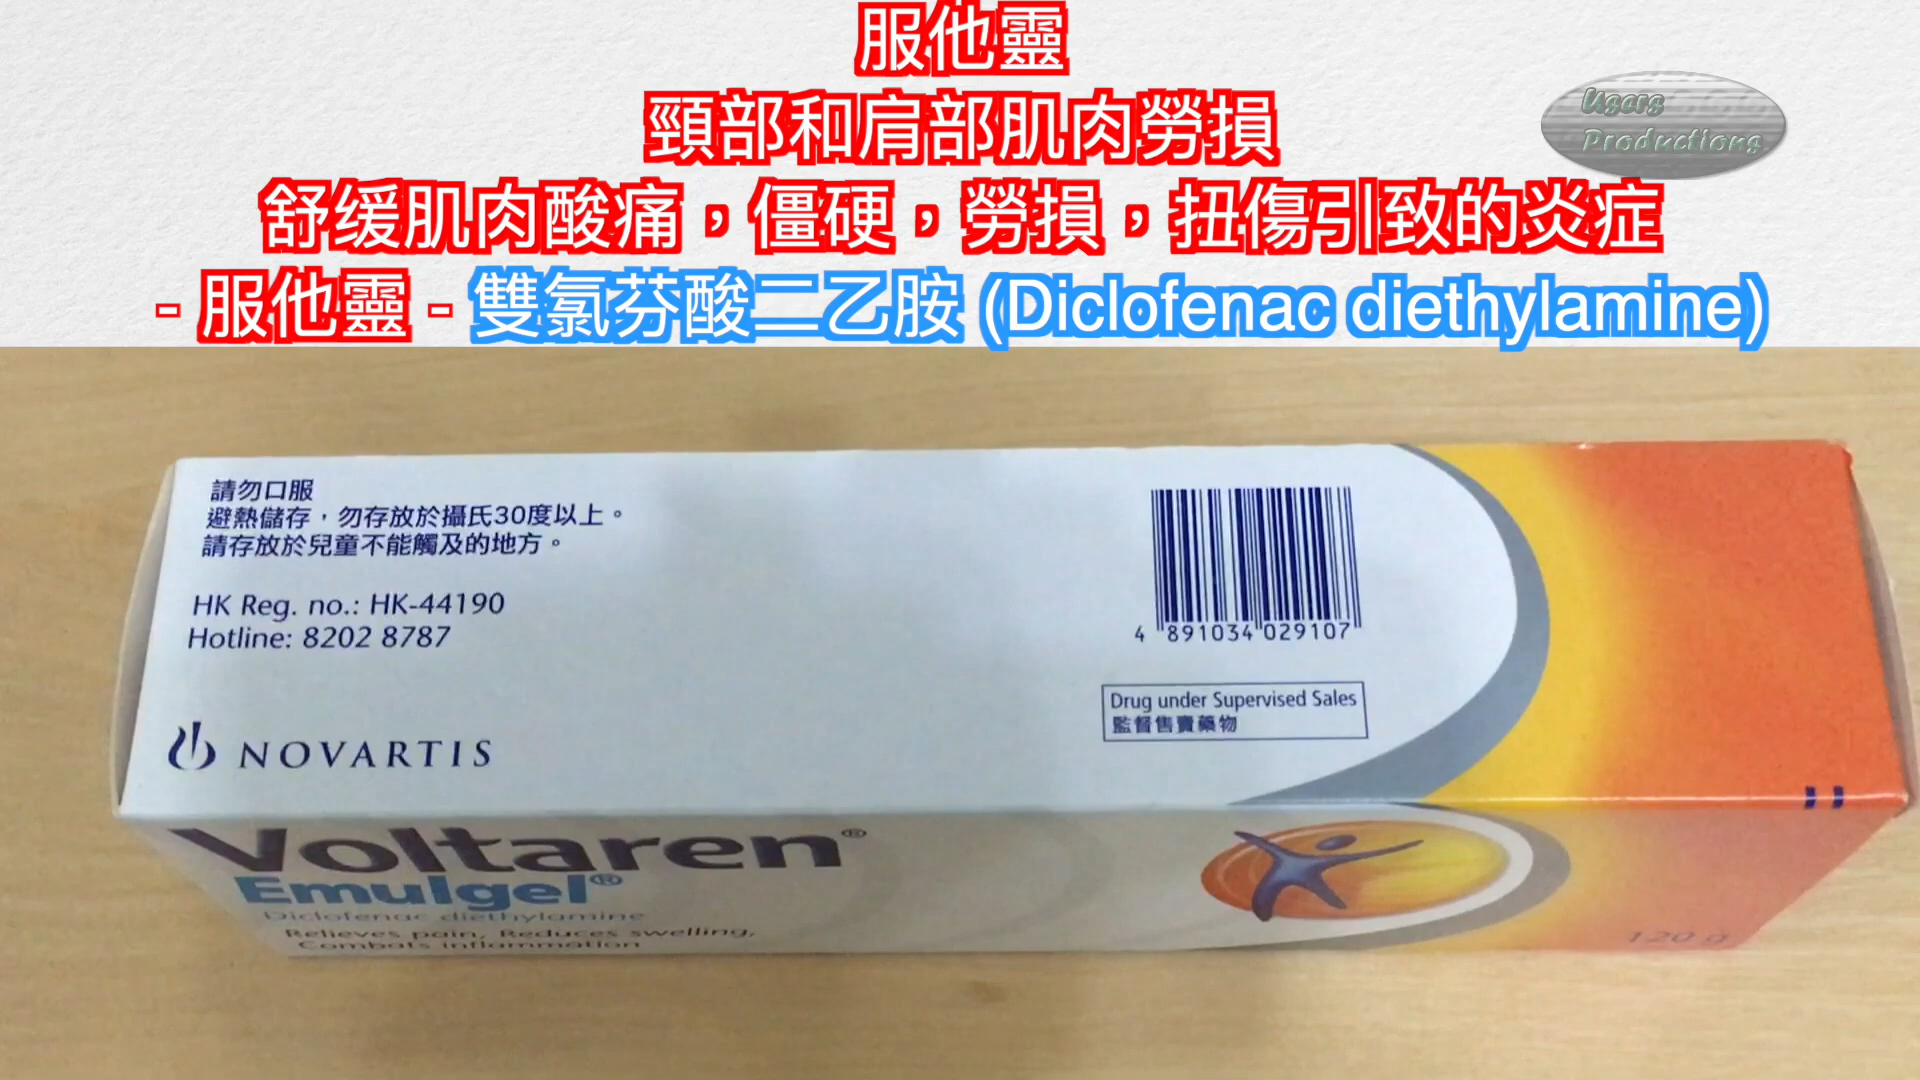 服他靈
頸部和肩部肌肉勞損
舒缓肌肉酸痛，僵硬，勞損，扭傷引致的炎症
- 服他靈 - 雙氯芬酸二乙胺 (Diclofenac diethylamine)
Users
Productions
請勿口服
避熱儲存，勿存放於攝氏30度以上。
請存放於兒童不能觸及的地方。
HK Reg. no.: HK-44190
Hotline: 8202 8787
NOVARTIS
4 891034 029107
Drug under Supervised Sales
監督售賣藥物
Voltaren®
Emulgel®
Diclofenac diethylamine
Relieves pain, Reduces swelling,
Combats inflammation
120 g